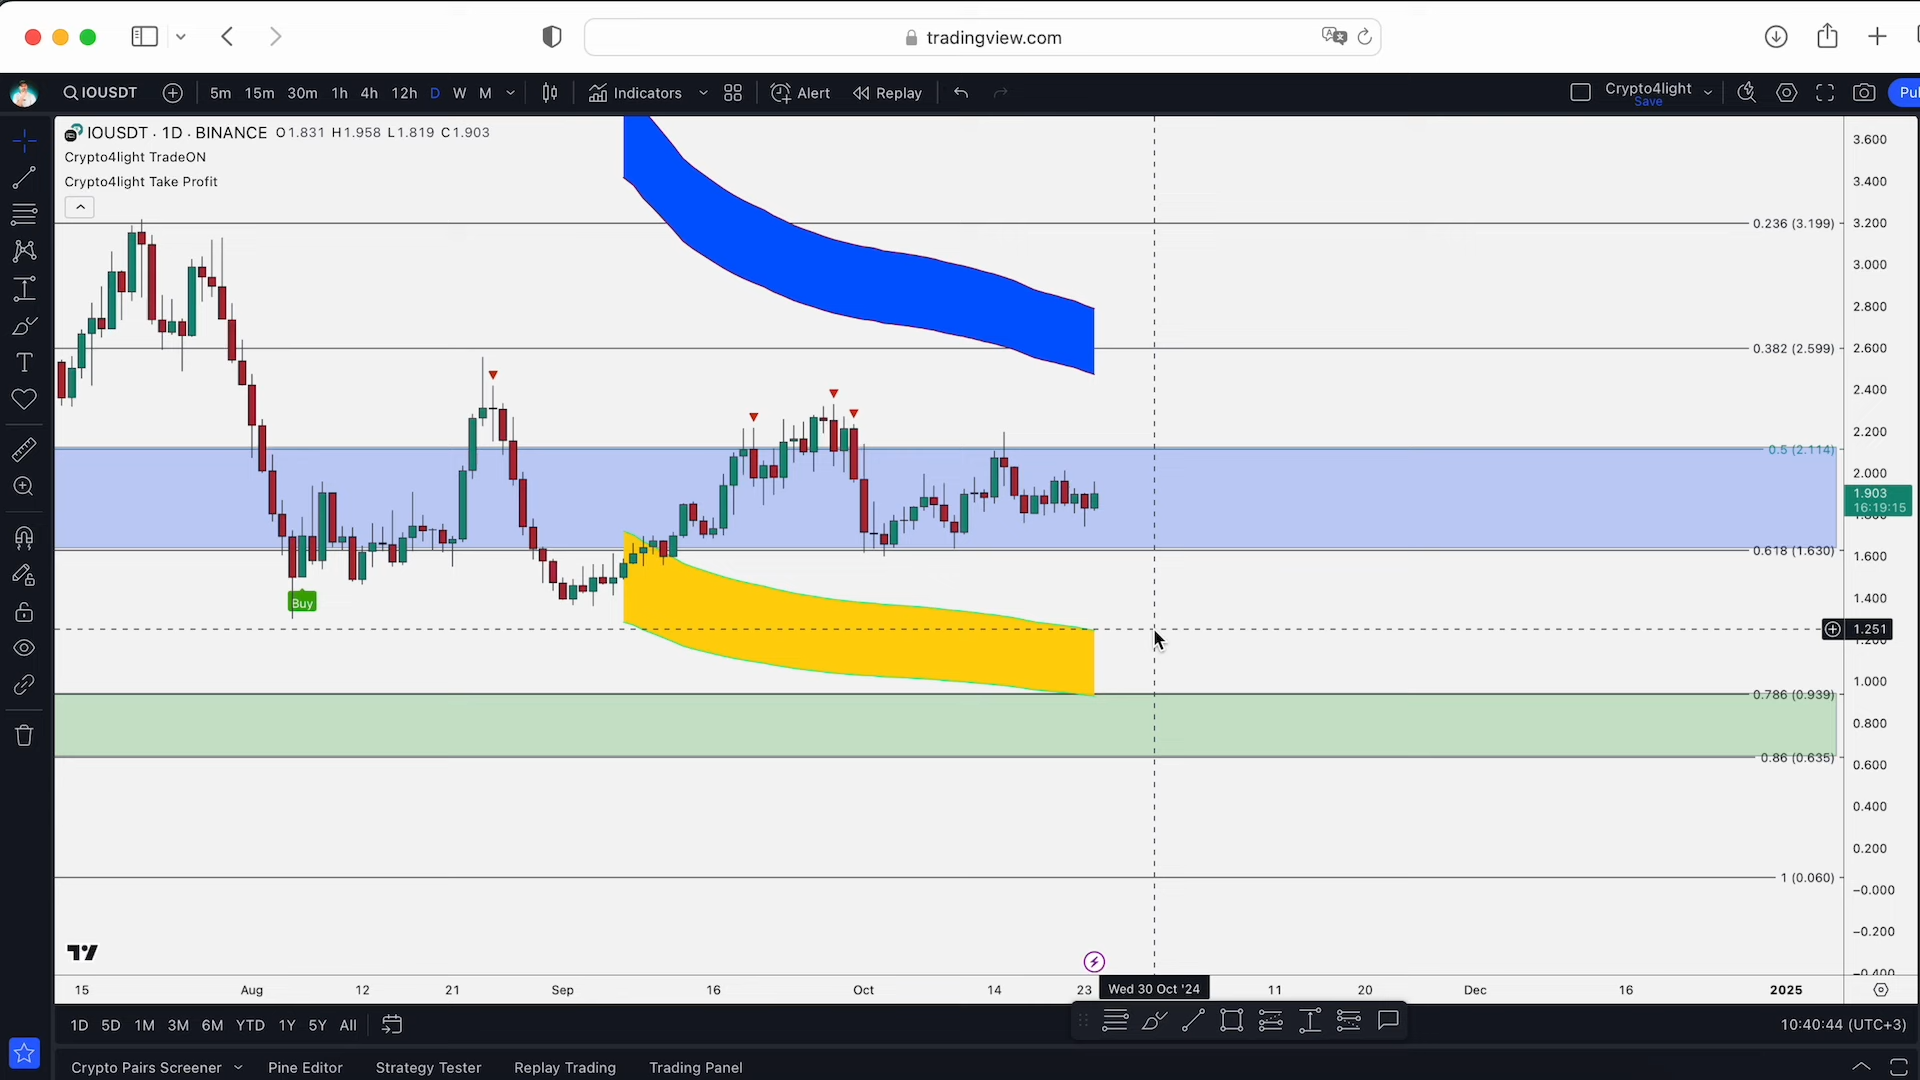 tradingview.com
IOUSDT
5m 15m 30m 1h 4h 12h D W M
Indicators
Alert
Replay
Crypto4light
Save
IOUSDT · 1D · BINANCE O1.831 H1.958 L1.819 C1.903
Crypto4light TradeON
Crypto4light Take Profit
3.600
3.400
0.236 (3.199)
3.200
3.000
2.800
0.382 (2.599)
2.600
2.400
2.200
0.5 (2.114)
2.000
1.903
16:19:15
0.618 (1.630)
1.600
Buy
1.400
1.251
1.000
0.786 (0.939)
0.800
0.86 (0.635)
0.600
0.400
0.200
1 (0.060)
−0.000
−0.200
15 Aug 12 21 Sep 16 Oct 14 23 Wed 30 Oct '24 11 20 Dec 16 2025
1D 5D 1M 3M 6M YTD 1Y 5Y All
10:40:44 (UTC+3)
Crypto Pairs Screener
Pine Editor
Strategy Tester
Replay Trading
Trading Panel